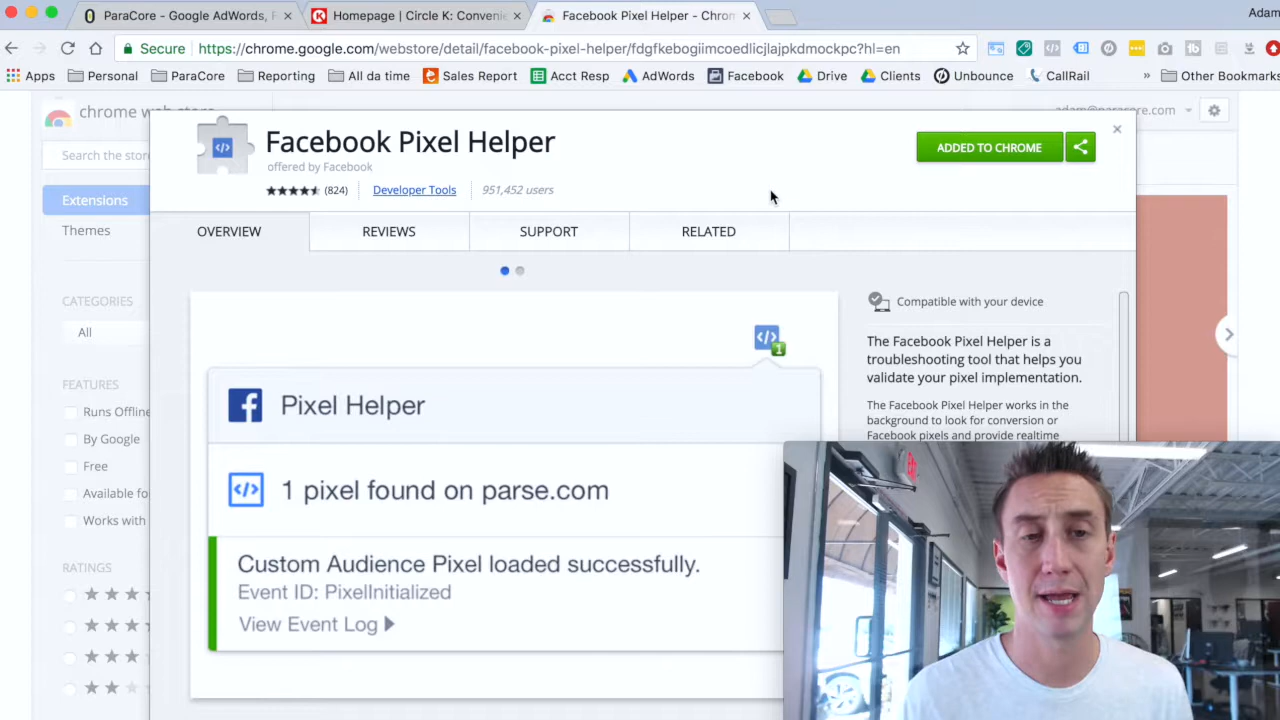 ParaCore - Google AdWords, F
Homepage | Circle K: Convenie
Facebook Pixel Helper - Chrom
Adam
Secure
https://chrome.google.com/webstore/detail/facebook-pixel-helper/fdgfkebogiimcoedlicjlajpkdmockpc?hl=en
Apps
Personal
ParaCore
Reporting
All da time
Sales Report
Acct Resp
AdWords
Facebook
Drive
Clients
Unbounce
CallRail
»
Other Bookmarks
chrome web store
adam@paracore.com
Search the store
Extensions
Themes
CATEGORIES
All
FEATURES
Runs Offline
By Google
Free
Available fo
Works with
RATINGS
Facebook Pixel Helper
offered by Facebook
(824)
Developer Tools
951,452 users
ADDED TO CHROME
OVERVIEW
REVIEWS
SUPPORT
RELATED
1
Pixel Helper
1 pixel found on parse.com
Custom Audience Pixel loaded successfully.
Event ID: PixelInitialized
View Event Log
Compatible with your device
The Facebook Pixel Helper is a
troubleshooting tool that helps you
validate your pixel implementation.
The Facebook Pixel Helper works in the
background to look for conversion or
Facebook pixels and provide realtime